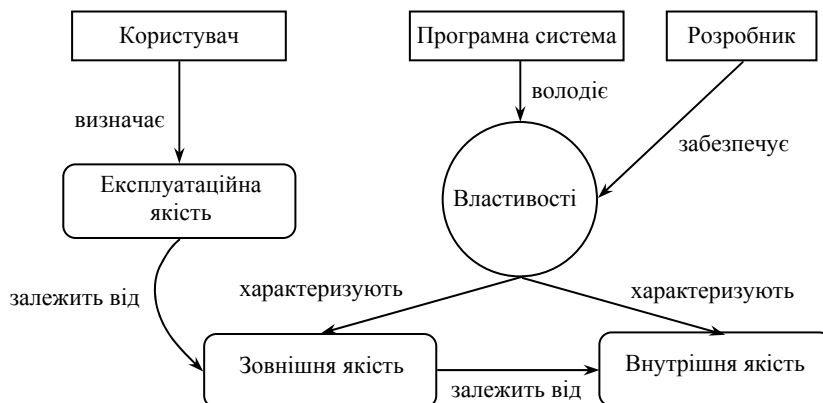 Користувач
Програмна система
Розробник
володіє
визначає
забезпечує
Експлуатаційна
якість
Властивості
залежить від
характеризують
характеризують
Зовнішня якість
Внутрішня якість
залежить від